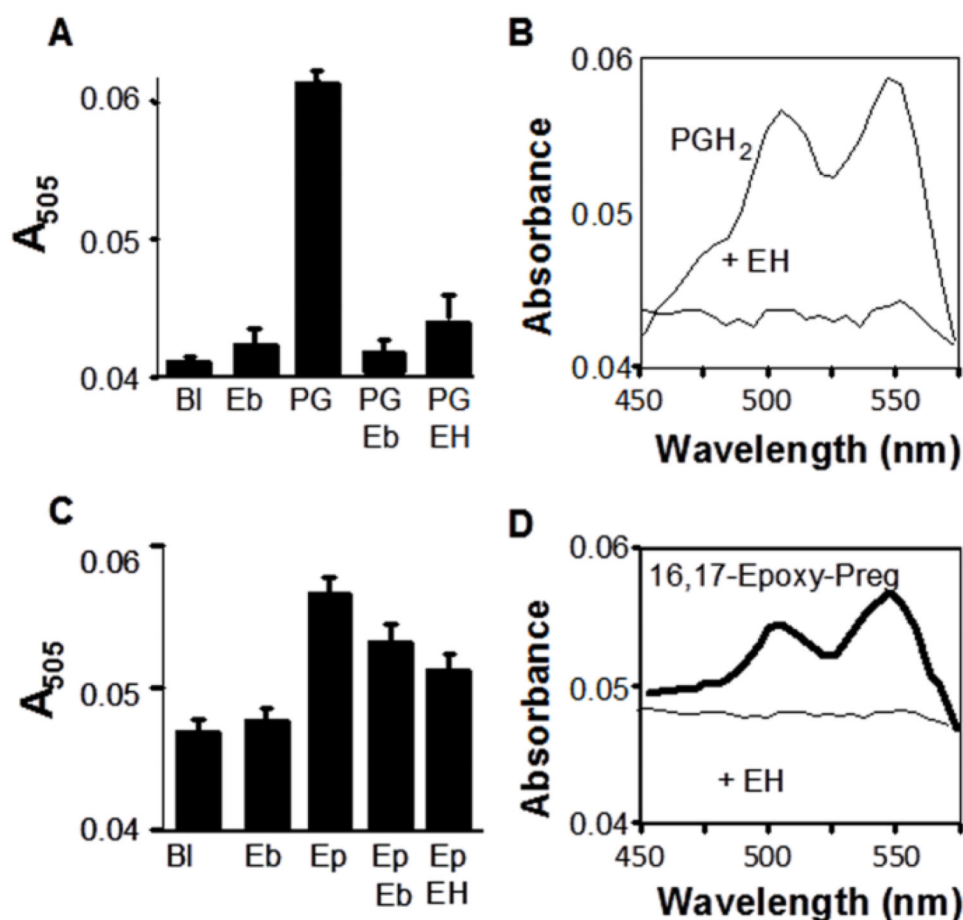 A
0.06
0.05
0.04
A505
Bl Eb PG PG PG
Eb EH
B
0.06
0.05
0.04
Absorbance
PGH2
+ EH
450 500 550
Wavelength (nm)
C
0.06
0.05
0.04
A505
Bl Eb Ep Ep Ep
Eb EH
D
0.06
0.05
0.04
Absorbance
16,17-Epoxy-Preg
+ EH
450 500 550
Wavelength (nm)